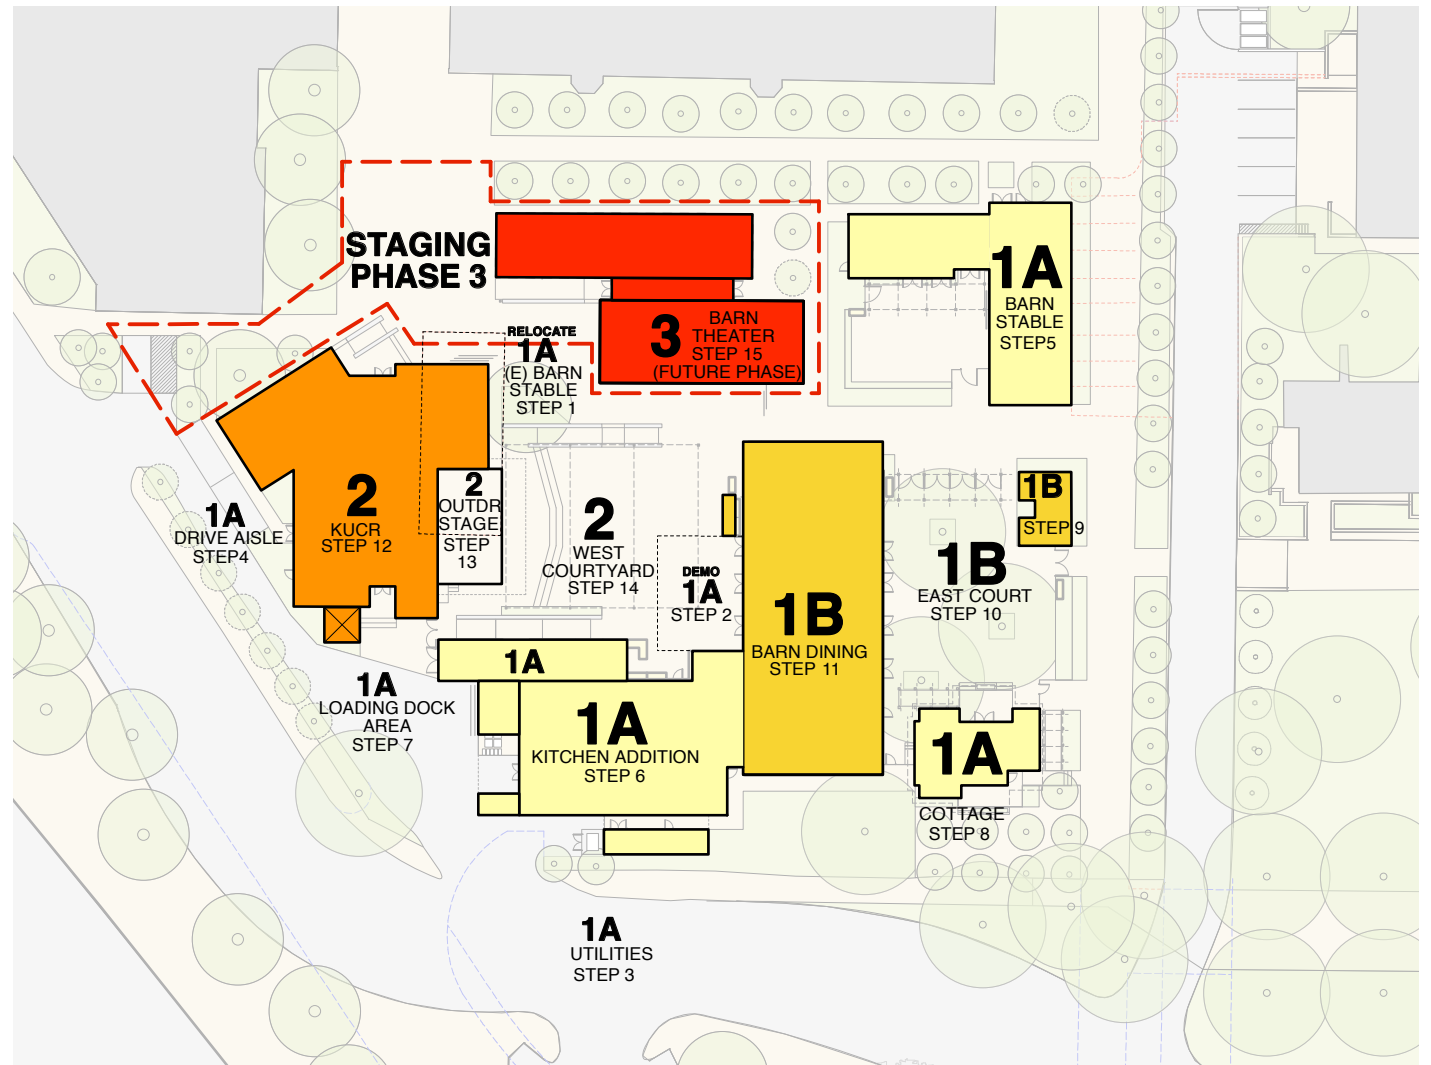 STAGING
PHASE 3
3
BARN
THEATER
STEP 15
(FUTURE PHASE)
1A
BARN
STABLE
STEP5
RELOCATE
1A
(E) BARN
STABLE
STEP 1
2
KUCR
STEP 12
2
OUTDR
STAGE
STEP
13
1A
DRIVE AISLE
STEP4
2
WEST
COURTYARD
STEP 14
DEMO
1A
STEP 2
1B
BARN DINING
STEP 11
1B
STEP 9
1B
EAST COURT
STEP 10
1A
1A
LOADING DOCK
AREA
STEP 7
1A
KITCHEN ADDITION
STEP 6
1A
COTTAGE
STEP 8
1A
UTILITIES
STEP 3